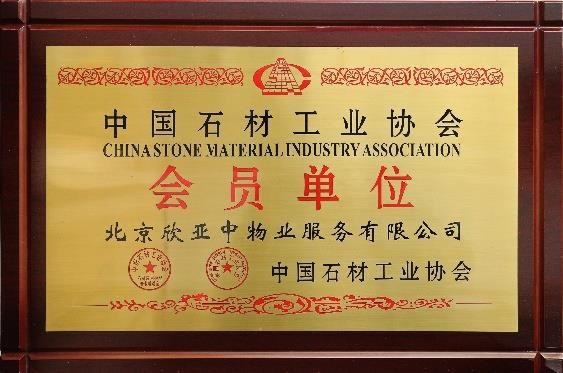 中国石材工业协会
CHINA STONE MATERIAL INDUSTRY ASSOCIATION
会员单位
北京欣亚中物业服务有限公司
中国石材工业协会